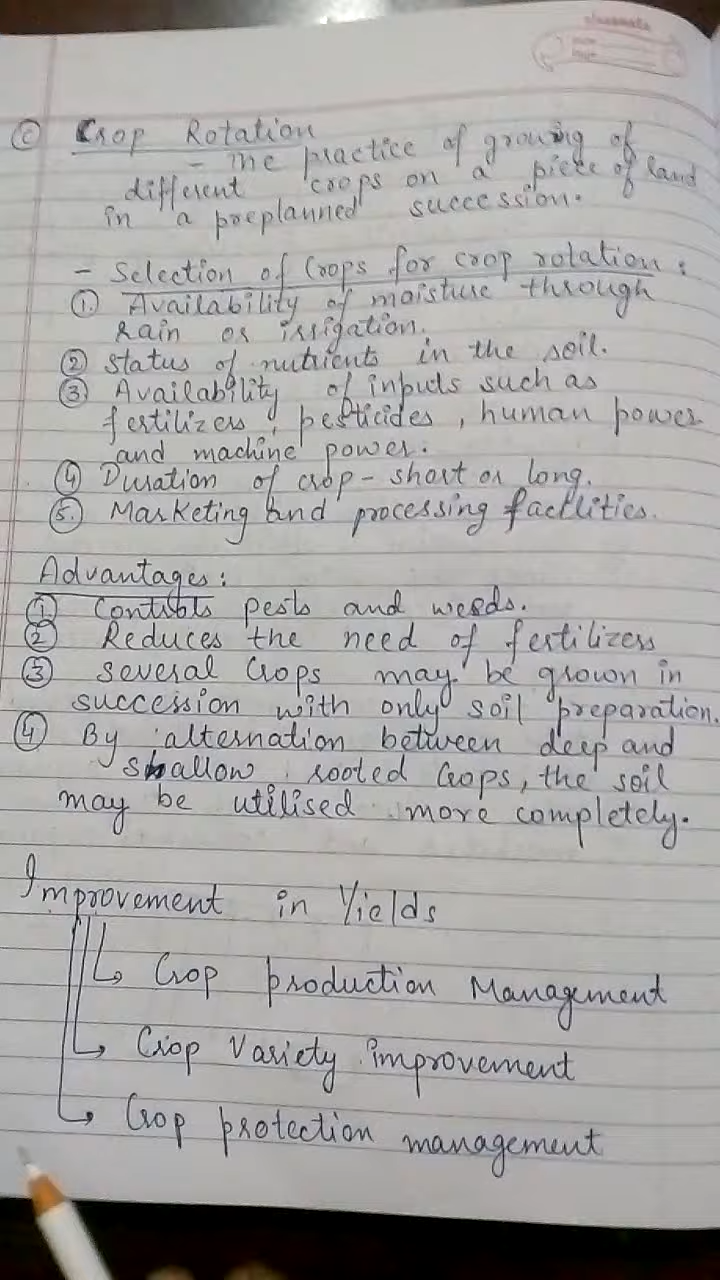 classmate
© Crop Rotation
- The practice of growing of
different crops on a piece of land
in a preplanned succession.
- Selection of Crops for crop rotation:
① Availability of moisture through
Rain or irrigation.
② Status of nutrients in the soil.
③ Availability of inputs such as
fertilizers, pesticides, human power
and machine power.
④ Duration of crop - short or long.
⑤ Marketing and processing facilities.
Advantages:
① Controls pests and weeds.
② Reduces the need of fertilizers
③ Several Crops may be grown in
succession with only soil preparation.
④ By alternation between deep and
shallow rooted Crops, the soil
may be utilised more completely.
Improvement in Yields
↳ Crop production Management
↳ Crop Variety improvement
↳ Crop protection management